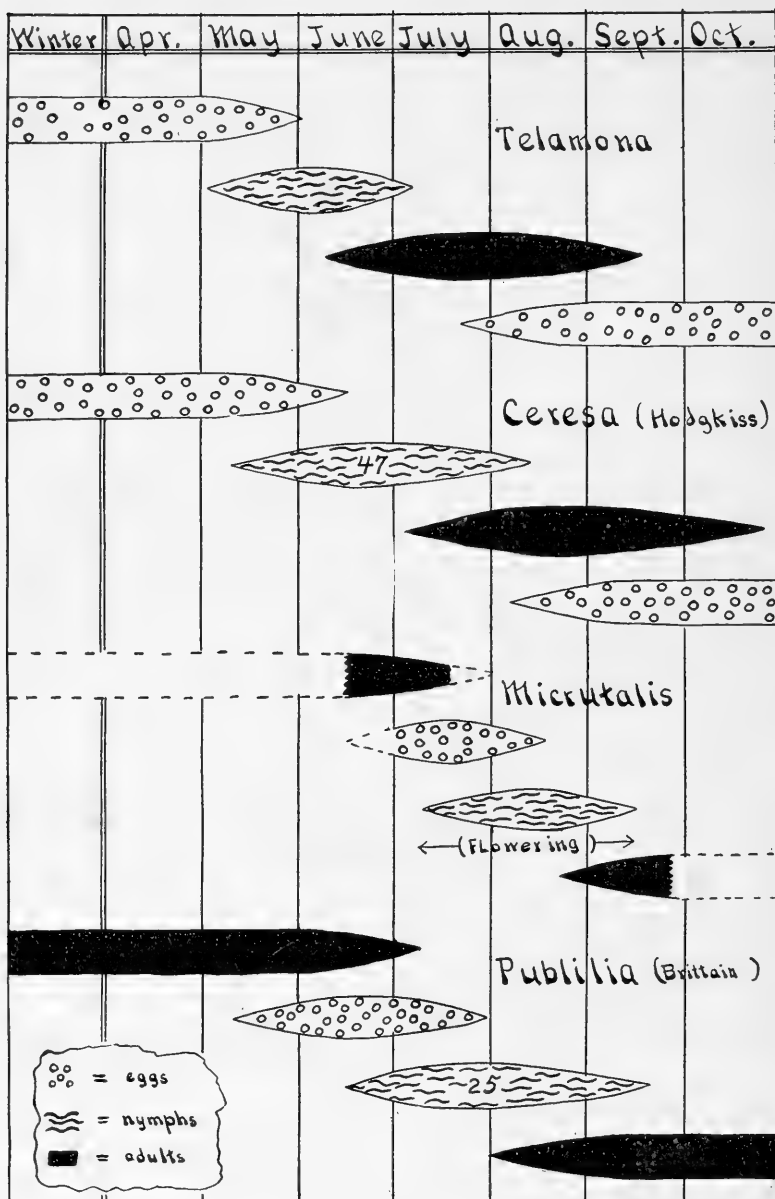 Winter Apr. May June July Aug. Sept. Oct.
Telamona
Ceresa (Hodgkiss)
47
Micrutalis
(Flowering)
Publilia (Brittain)
25
= eggs
= nymphs
= adults